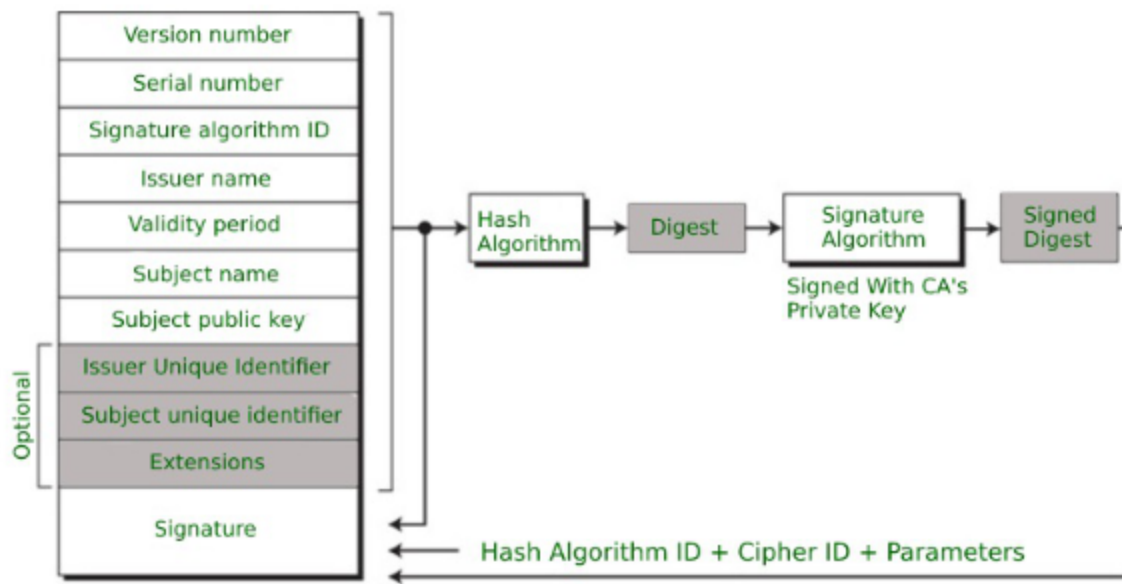 Version number
Serial number
Signature algorithm ID
Issuer name
Validity period
Subject name
Subject public key
Optional
Issuer Unique Identifier
Subject unique identifier
Extensions
Signature
Hash
Algorithm
Digest
Signature
Algorithm
Signed With CA's
Private Key
Signed
Digest
Hash Algorithm ID + Cipher ID + Parameters